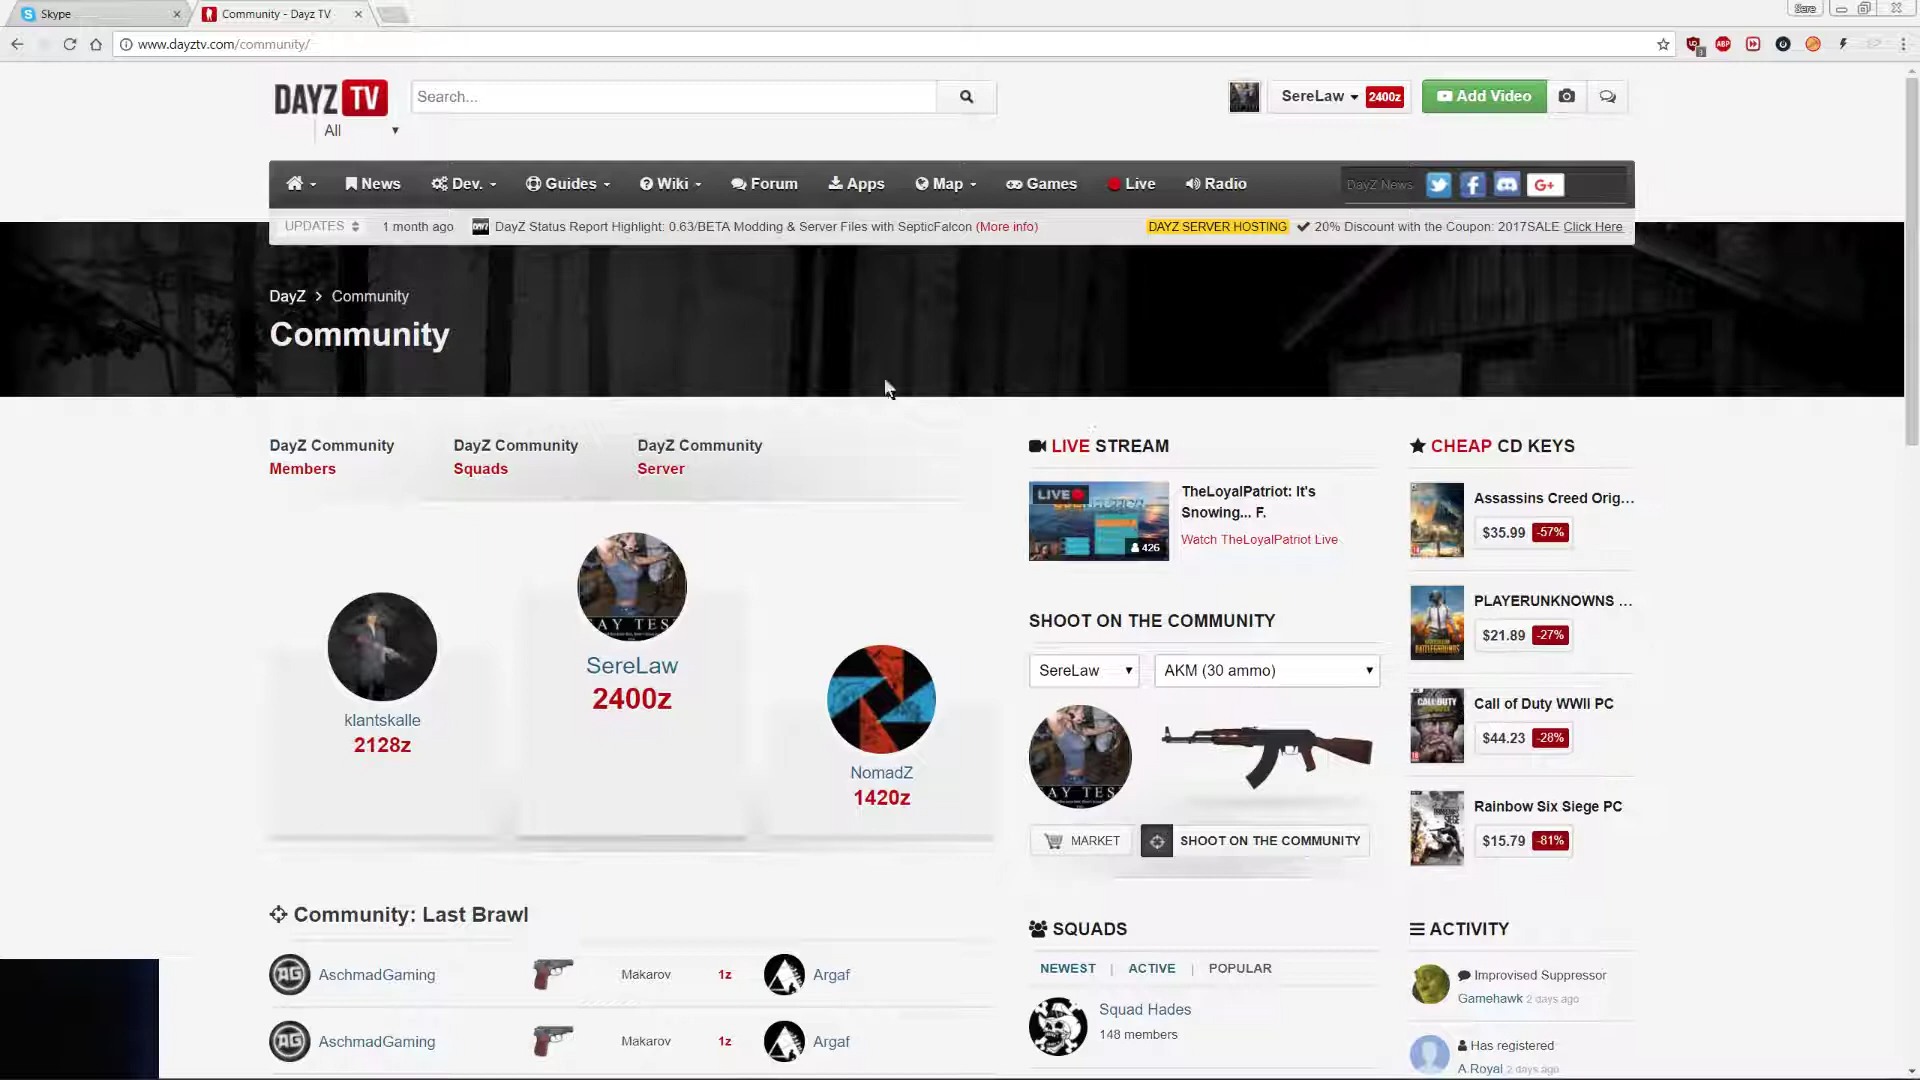 Skype
Community - Dayz TV
Sere
www.dayztv.com/community/
DAYZ TV
Search...
SereLaw 2400z
Add Video
All
News
Dev.
Guides
Wiki
Forum
Apps
Map
Games
Live
Radio
DayZ News
G+
UPDATES
1 month ago
DayZ Status Report Highlight: 0.63/BETA Modding & Server Files with SepticFalcon (More info)
DAYZ SERVER HOSTING
20% Discount with the Coupon: 2017SALE Click Here
DayZ > Community
Community
DayZ Community
Members
DayZ Community
Squads
DayZ Community
Server
klantskalle
2128z
SereLaw
2400z
NomadZ
1420z
Community: Last Brawl
AschmadGaming
Makarov
1z
Argaf
AschmadGaming
Makarov
1z
Argaf
LIVE STREAM
LIVE
426
TheLoyalPatriot: It's
Snowing... F.
Watch TheLoyalPatriot Live
SHOOT ON THE COMMUNITY
SereLaw
AKM (30 ammo)
MARKET
SHOOT ON THE COMMUNITY
SQUADS
NEWEST | ACTIVE | POPULAR
Squad Hades
148 members
CHEAP CD KEYS
Assassins Creed Orig...
$35.99 -57%
PLAYERUNKNOWNS ...
$21.89 -27%
Call of Duty WWII PC
$44.23 -28%
Rainbow Six Siege PC
$15.79 -81%
ACTIVITY
Improvised Suppressor
Gamehawk 2 days ago
Has registered
A.Royal 2 days ago